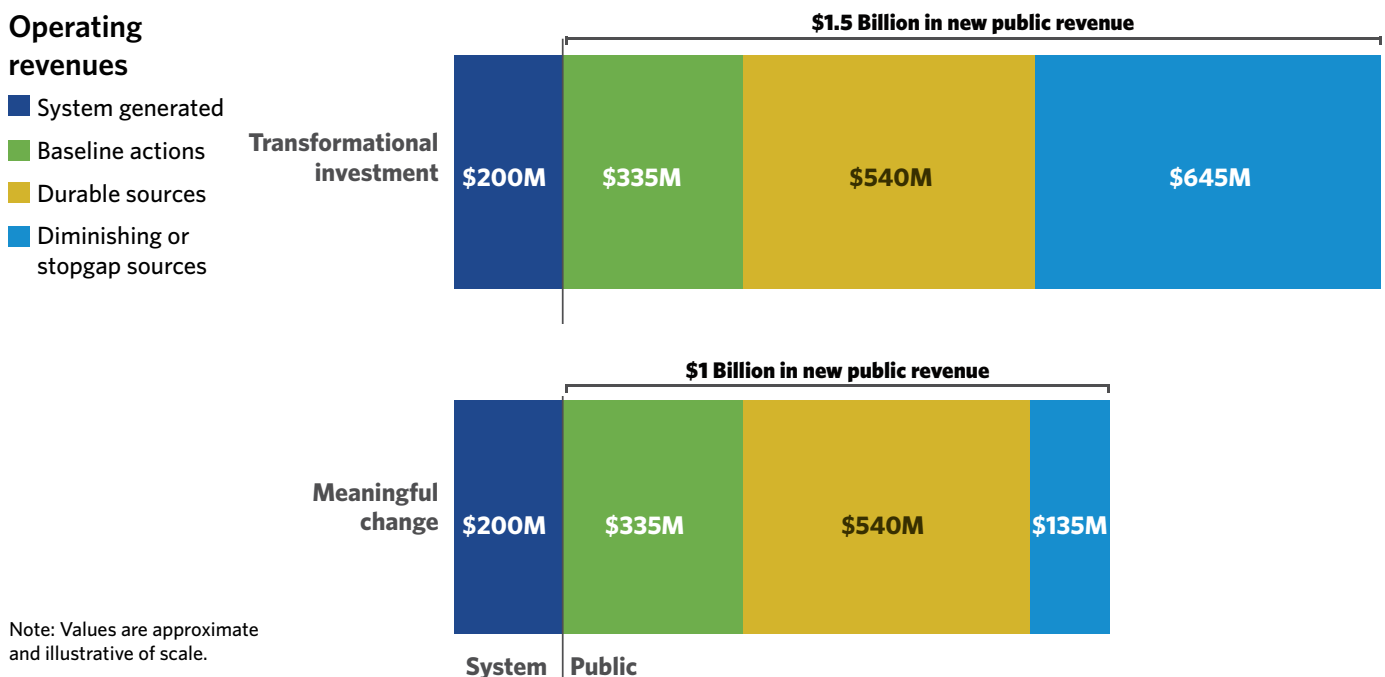 Operating
revenues
System generated
Baseline actions
Durable sources
Diminishing or
stopgap sources
$1.5 Billion in new public revenue
Transformational
investment
$200M
$335M
$540M
$645M
$1 Billion in new public revenue
Meaningful
change
$200M
$335M
$540M
$135M
Note: Values are approximate
and illustrative of scale.
System
Public